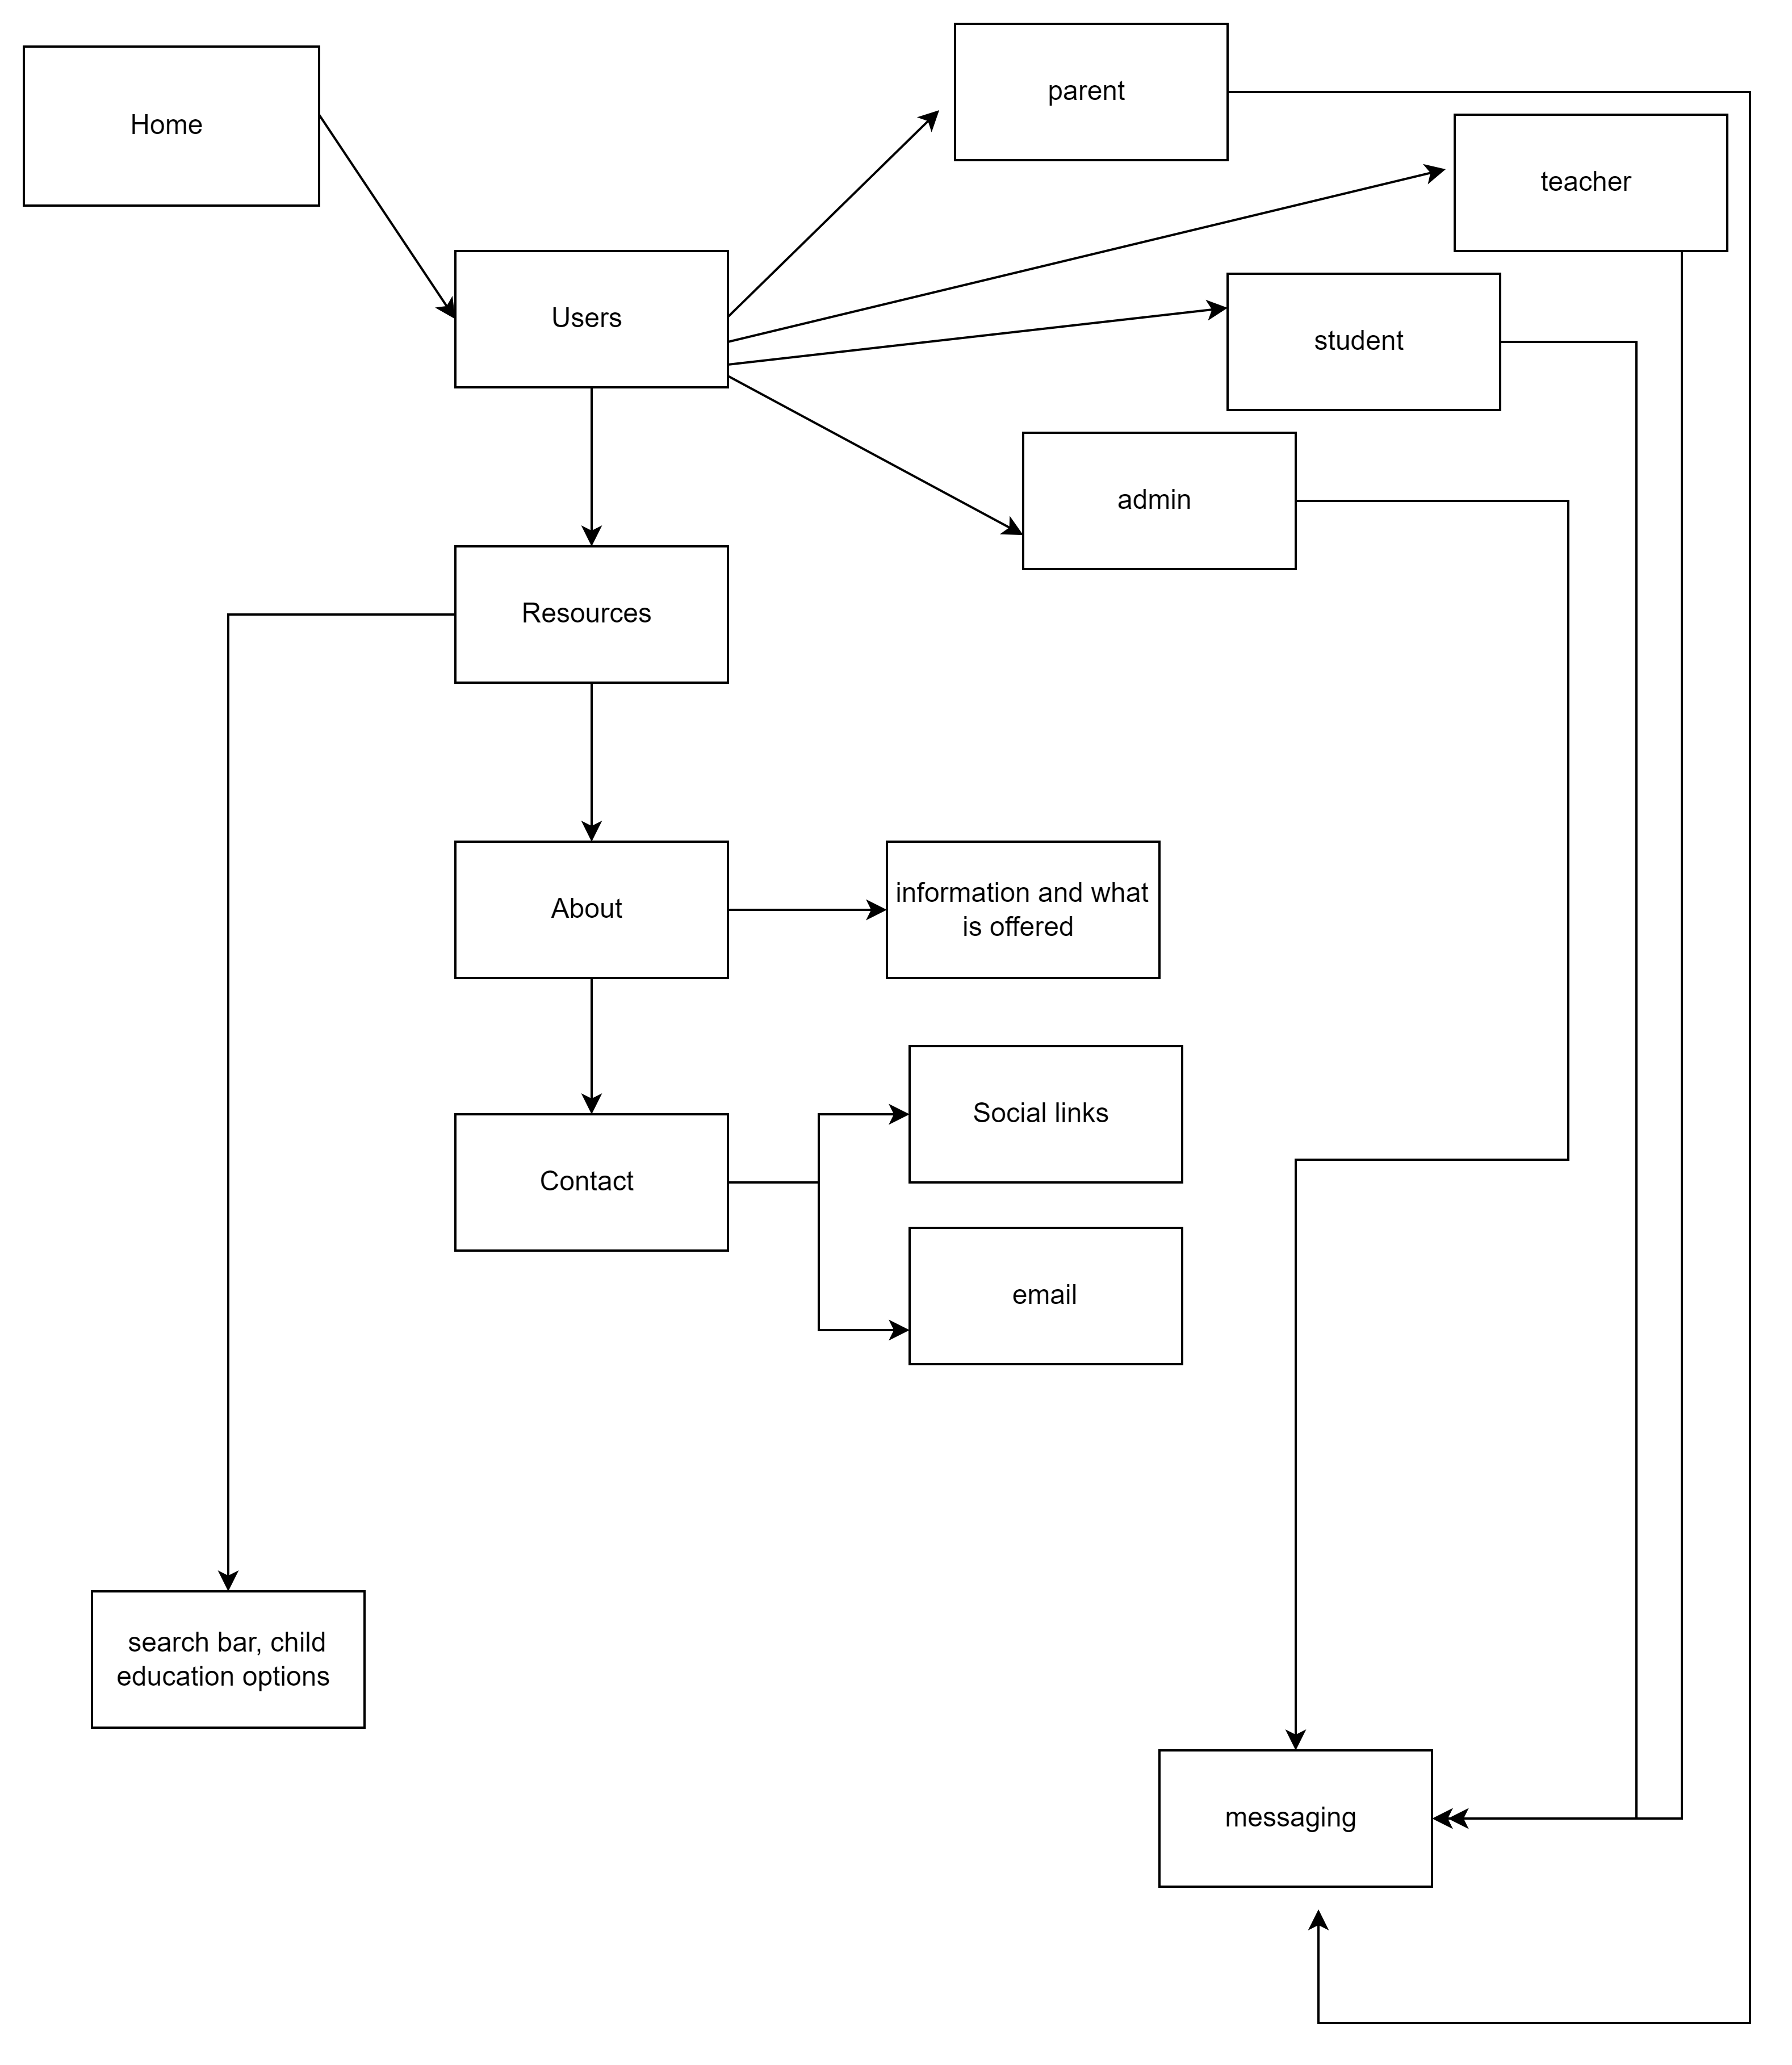 Home
parent
teacher
Users
student
admin
Resources
About
information and what
is offered
Social links
Contact
email
search bar, child
education options
messaging